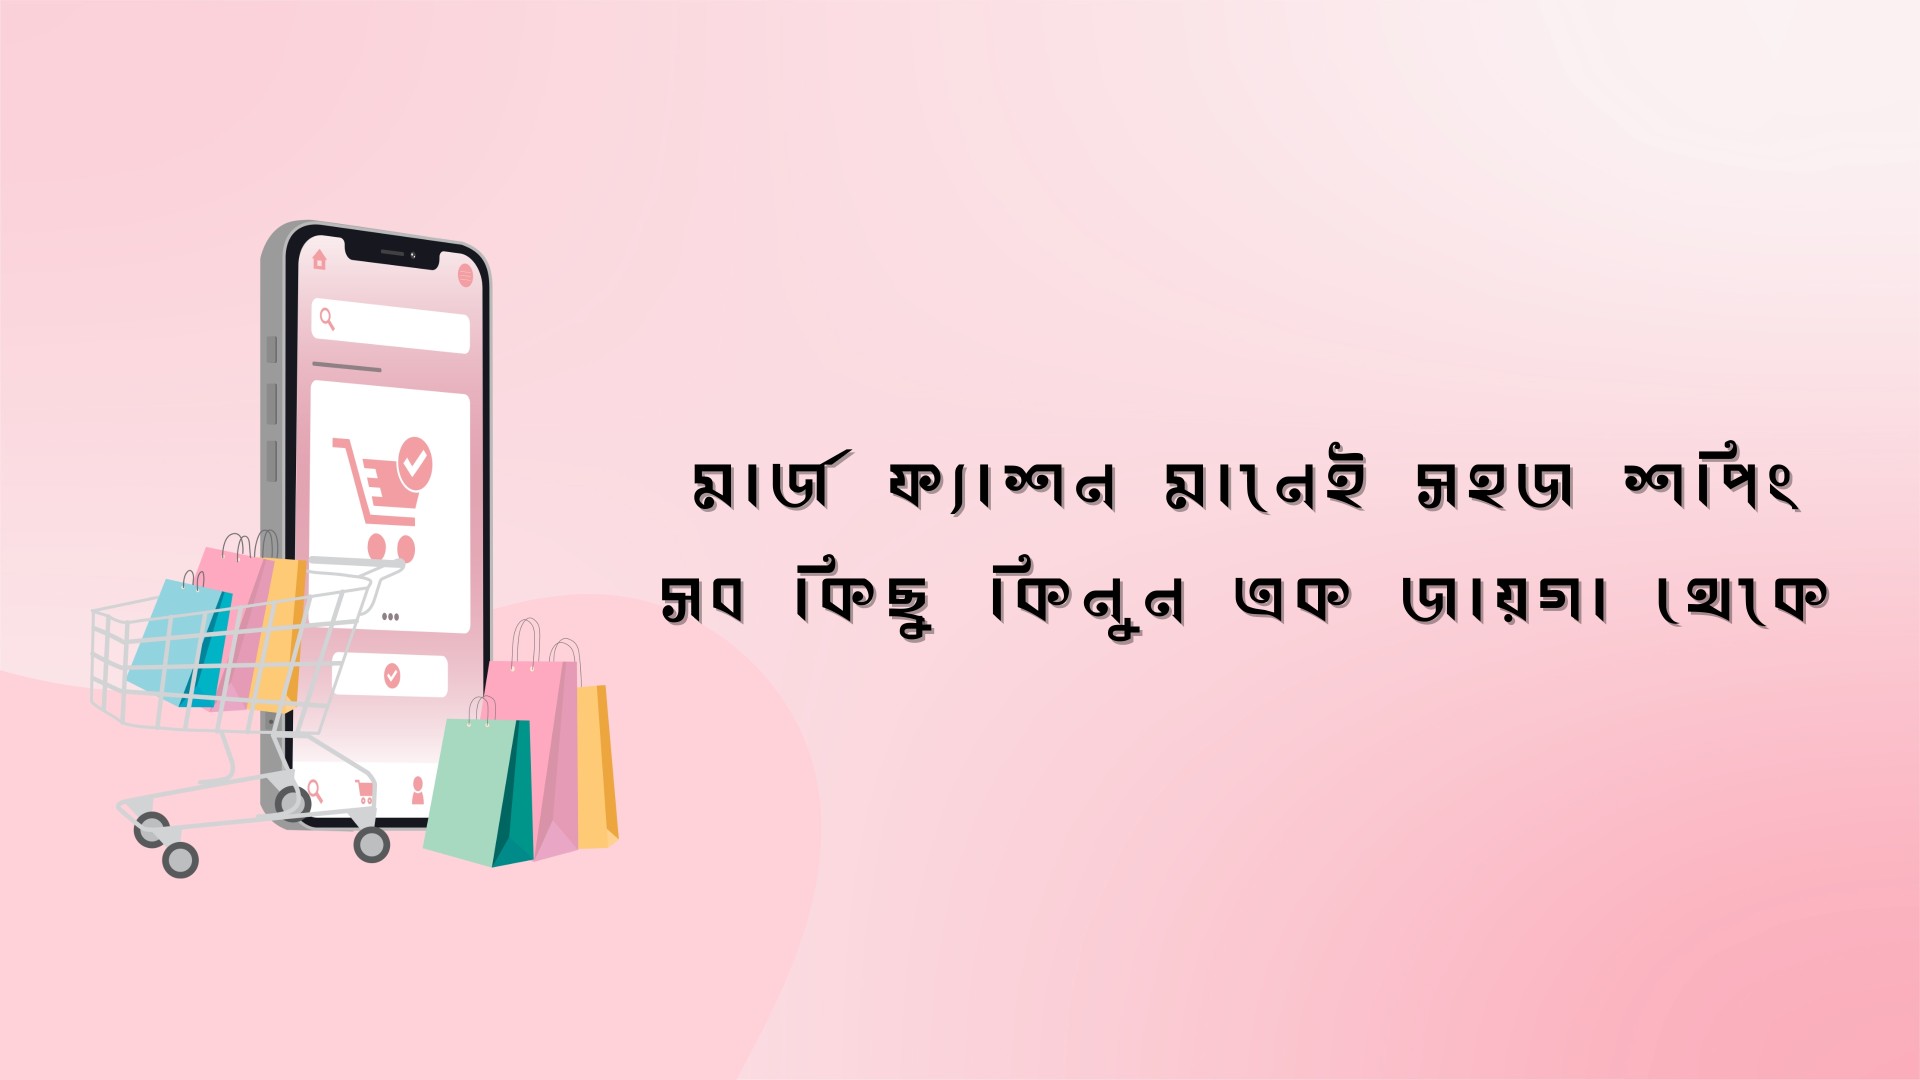 মার্জ ফ্যাশন মানেই সহজ শপিং
সব কিছু কিনুন এক জায়গা থেকে